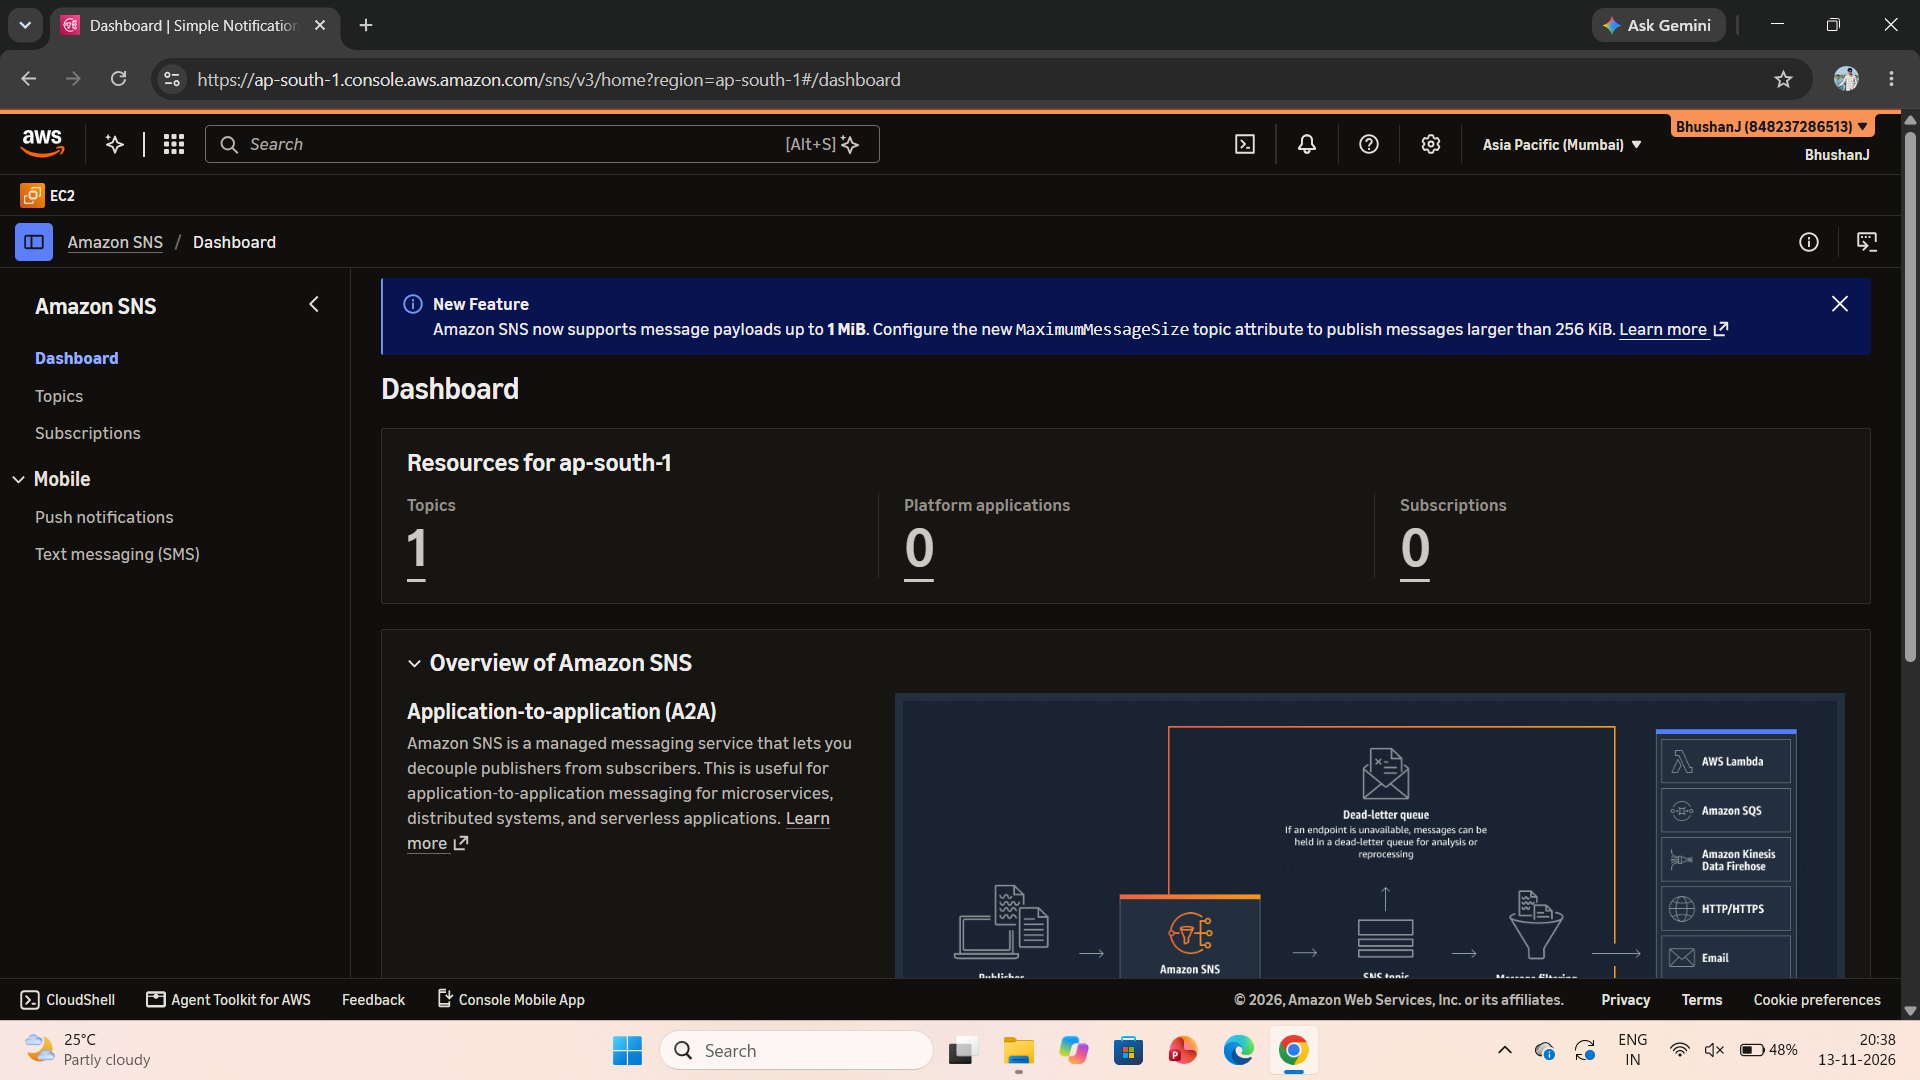 Dashboard | Simple Notification
Ask Gemini
https://ap-south-1.console.aws.amazon.com/sns/v3/home?region=ap-south-1#/dashboard
aws
Search
[Alt+S]
Asia Pacific (Mumbai)
BhushanJ (848237286513)
BhushanJ
EC2
Amazon SNS / Dashboard
Amazon SNS
Dashboard
Topics
Subscriptions
Mobile
Push notifications
Text messaging (SMS)
New Feature
Amazon SNS now supports message payloads up to 1 MiB. Configure the new MaximumMessageSize topic attribute to publish messages larger than 256 KiB. Learn more
Dashboard
Resources for ap-south-1
Topics
1
Platform applications
0
Subscriptions
0
Overview of Amazon SNS
Application-to-application (A2A)
Amazon SNS is a managed messaging service that lets you
decouple publishers from subscribers. This is useful for
application-to-application messaging for microservices,
distributed systems, and serverless applications. Learn
more
Dead-letter queue
If an endpoint is unavailable, messages can be
held in a dead-letter queue for analysis or
reprocessing
Publisher
Amazon SNS
SNS topic
Message filtering
AWS Lambda
Amazon SQS
Amazon Kinesis
Data Firehose
HTTP/HTTPS
Email
CloudShell
Agent Toolkit for AWS
Feedback
Console Mobile App
© 2026, Amazon Web Services, Inc. or its affiliates.
Privacy
Terms
Cookie preferences
25°C
Partly cloudy
Search
ENG
IN
48%
20:38
13-11-2026